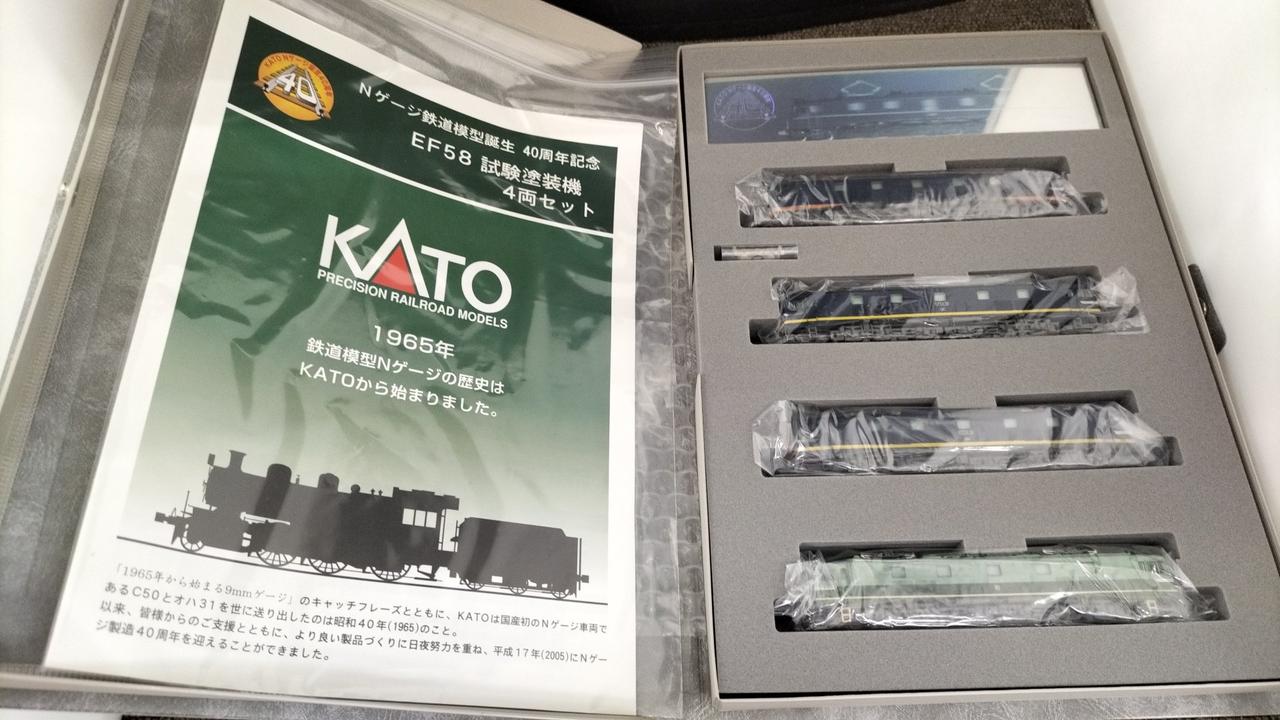 KATO Nゲージ誕生40周年
40
Nゲージ鉄道模型誕生 40周年記念
EF58 試験塗装機
4両セット
KATO
PRECISION RAILROAD MODELS
1965年
鉄道模型Nゲージの歴史は
KATOから始まりました。
「1965年から始まる9mmゲージ」のキャッチフレーズとともに、KATOは国産初のNゲージ車両で
あるC50とオハ31を世に送り出したのは昭和40年(1965)のこと。
以来、皆様からのご支援とともに、より良い製品づくりに日夜努力を重ね、平成17年(2005)にNゲー
ジ製造40周年を迎えることができました。